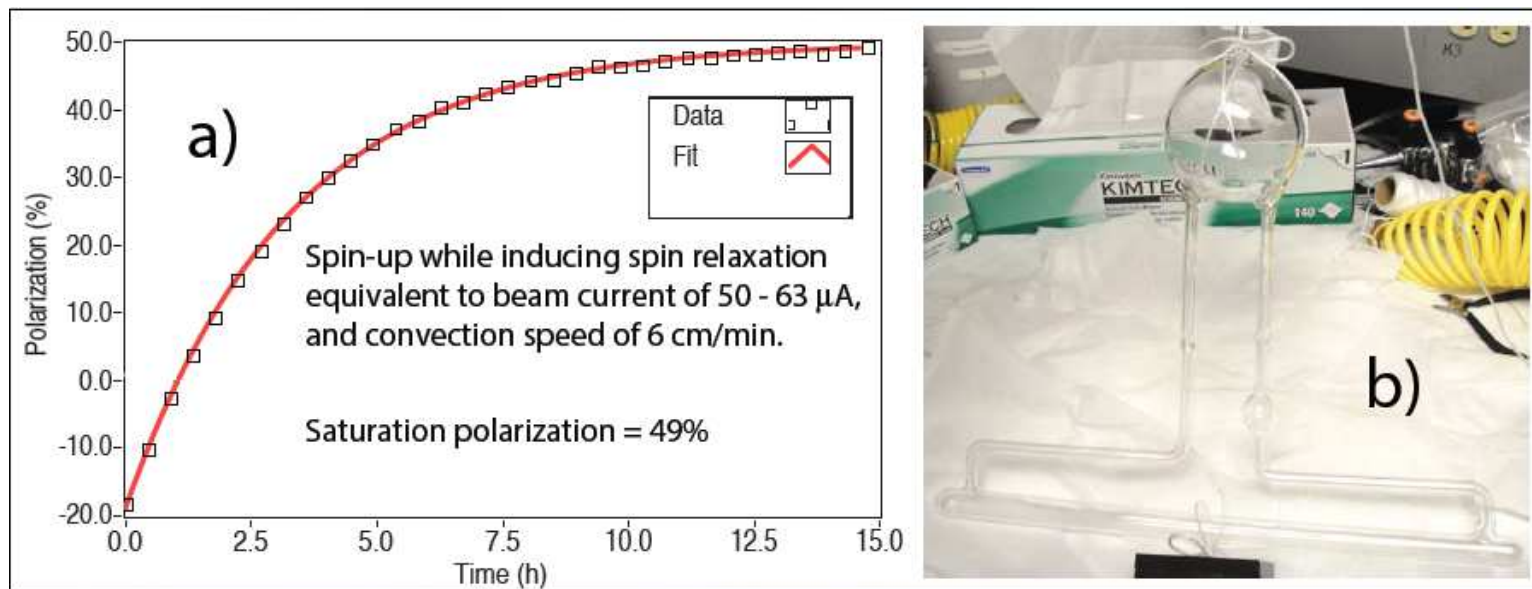 50.0
40.0
30.0
20.0
10.0
0.0
-10.0
-20.0
Polarization (%)
a)
Data
Fit
Spin-up while inducing spin relaxation
equivalent to beam current of 50 - 63 μA,
and convection speed of 6 cm/min.
Saturation polarization = 49%
0.0 2.5 5.0 7.5 10.0 12.5 15.0
Time (h)
KIMTECH
140
1
b)